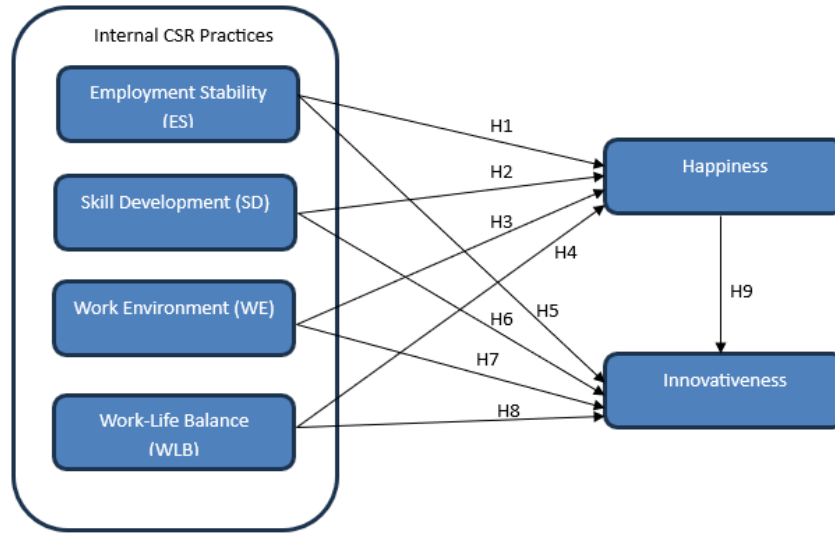 Internal CSR Practices
Employment Stability
(ES)
Skill Development (SD)
Work Environment (WE)
Work-Life Balance
(WLB)
H1
H2
H3
H4
H5
H6
H7
H8
Happiness
H9
Innovativeness